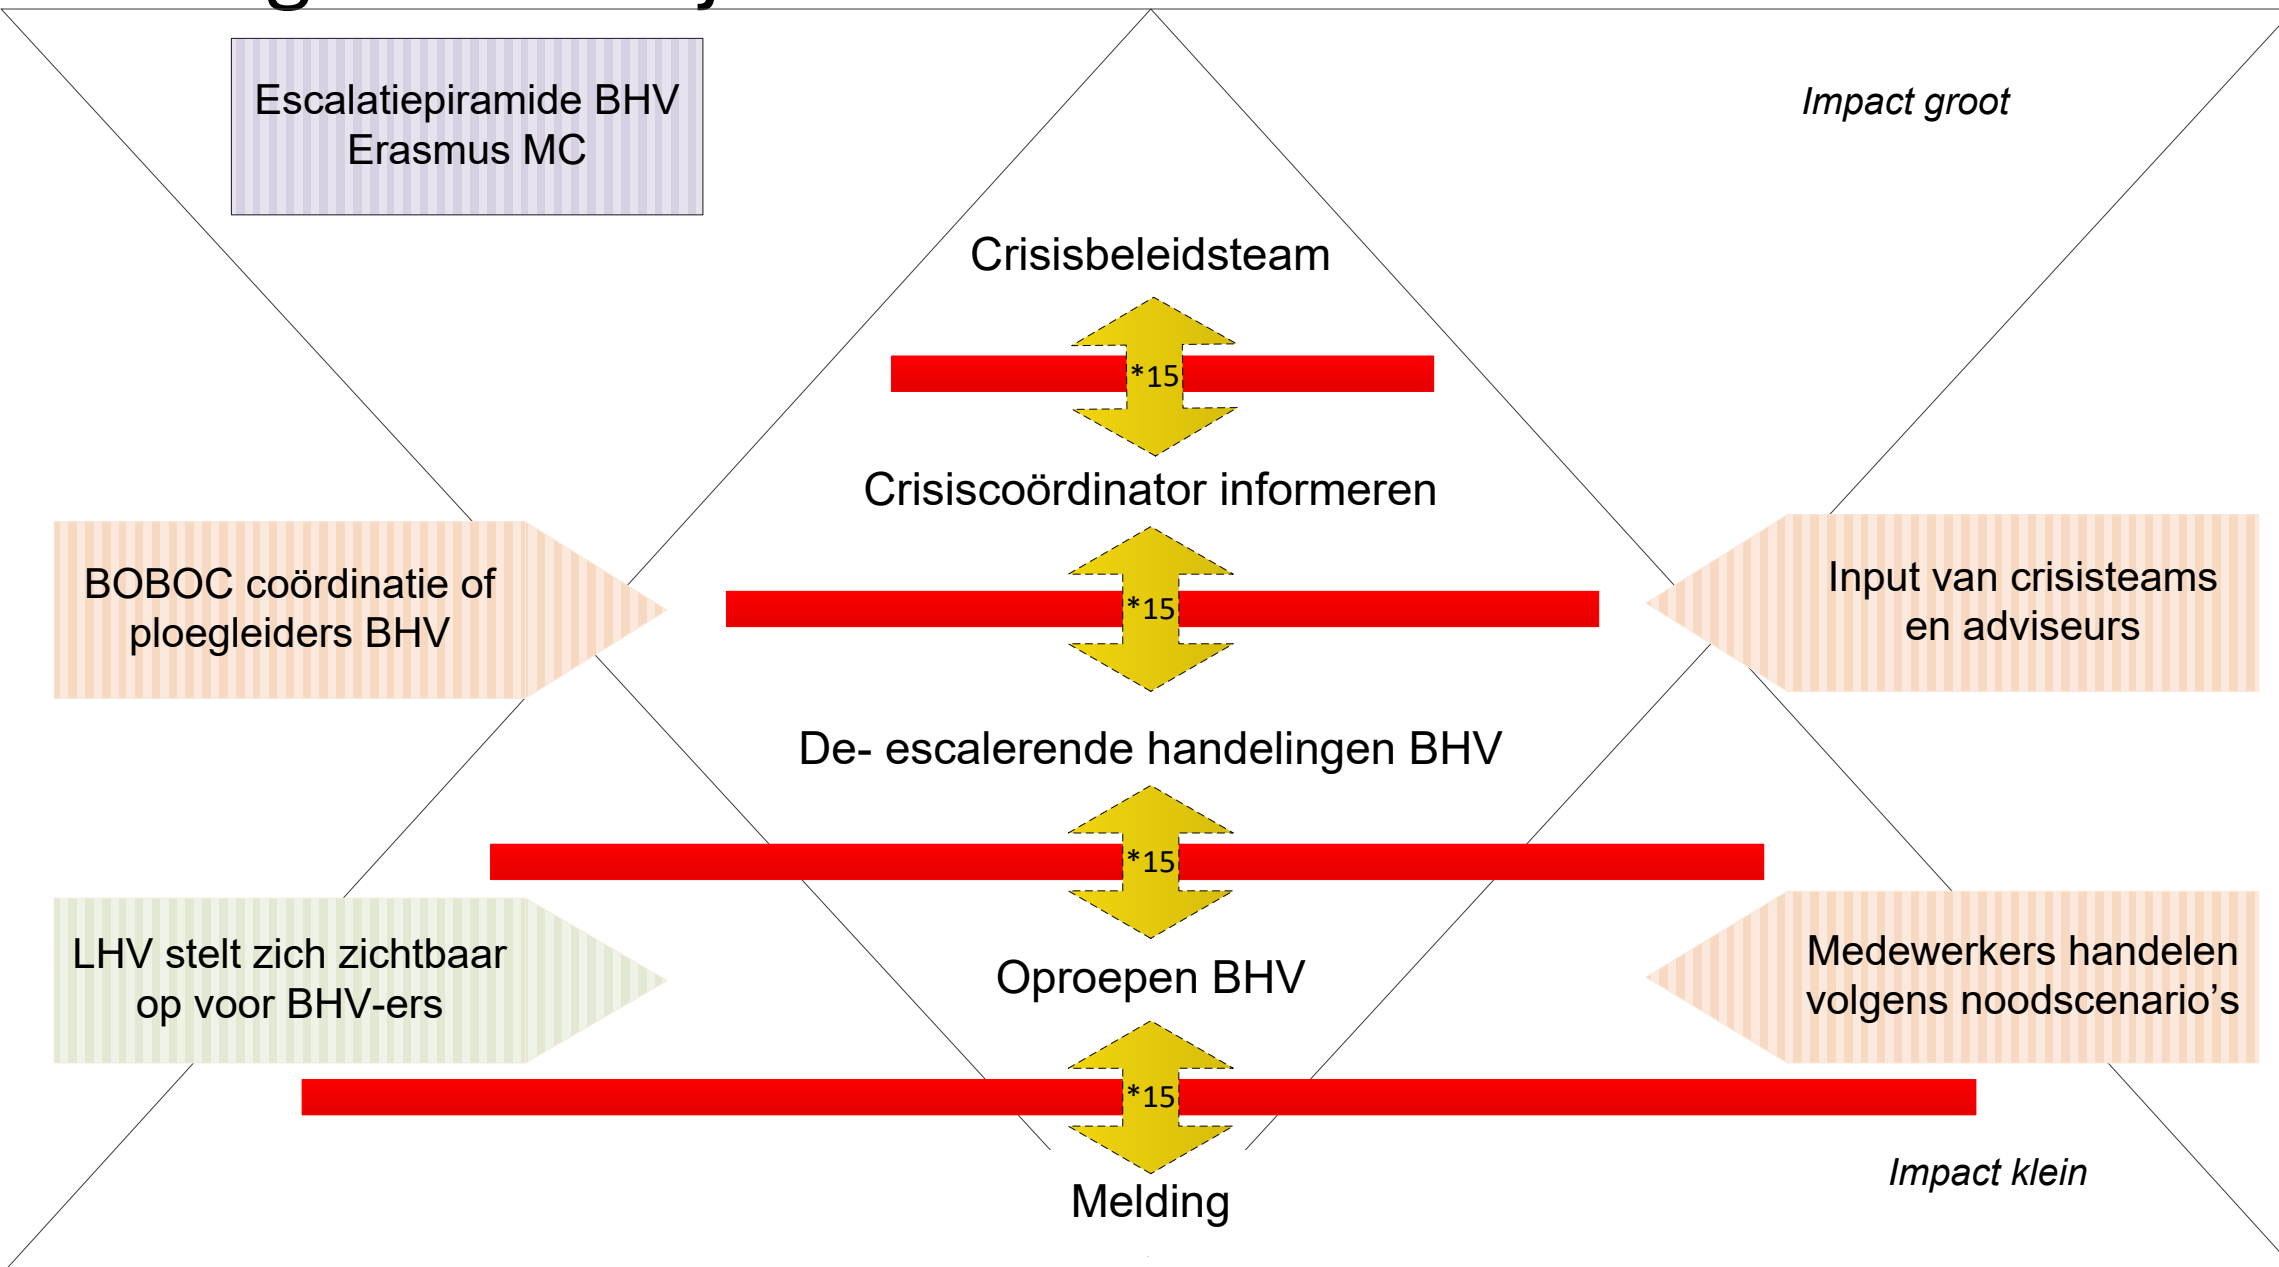 Escalatiepiramide BHV
Erasmus MC
Impact groot
Crisisbeleidsteam
*15
Crisiscoördinator informeren
BOBOC coördinatie of
ploegleiders BHV
*15
Input van crisisteams
en adviseurs
De- escalerende handelingen BHV
*15
LHV stelt zich zichtbaar
op voor BHV-ers
Oproepen BHV
Medewerkers handelen
volgens noodscenario’s
*15
Impact klein
Melding